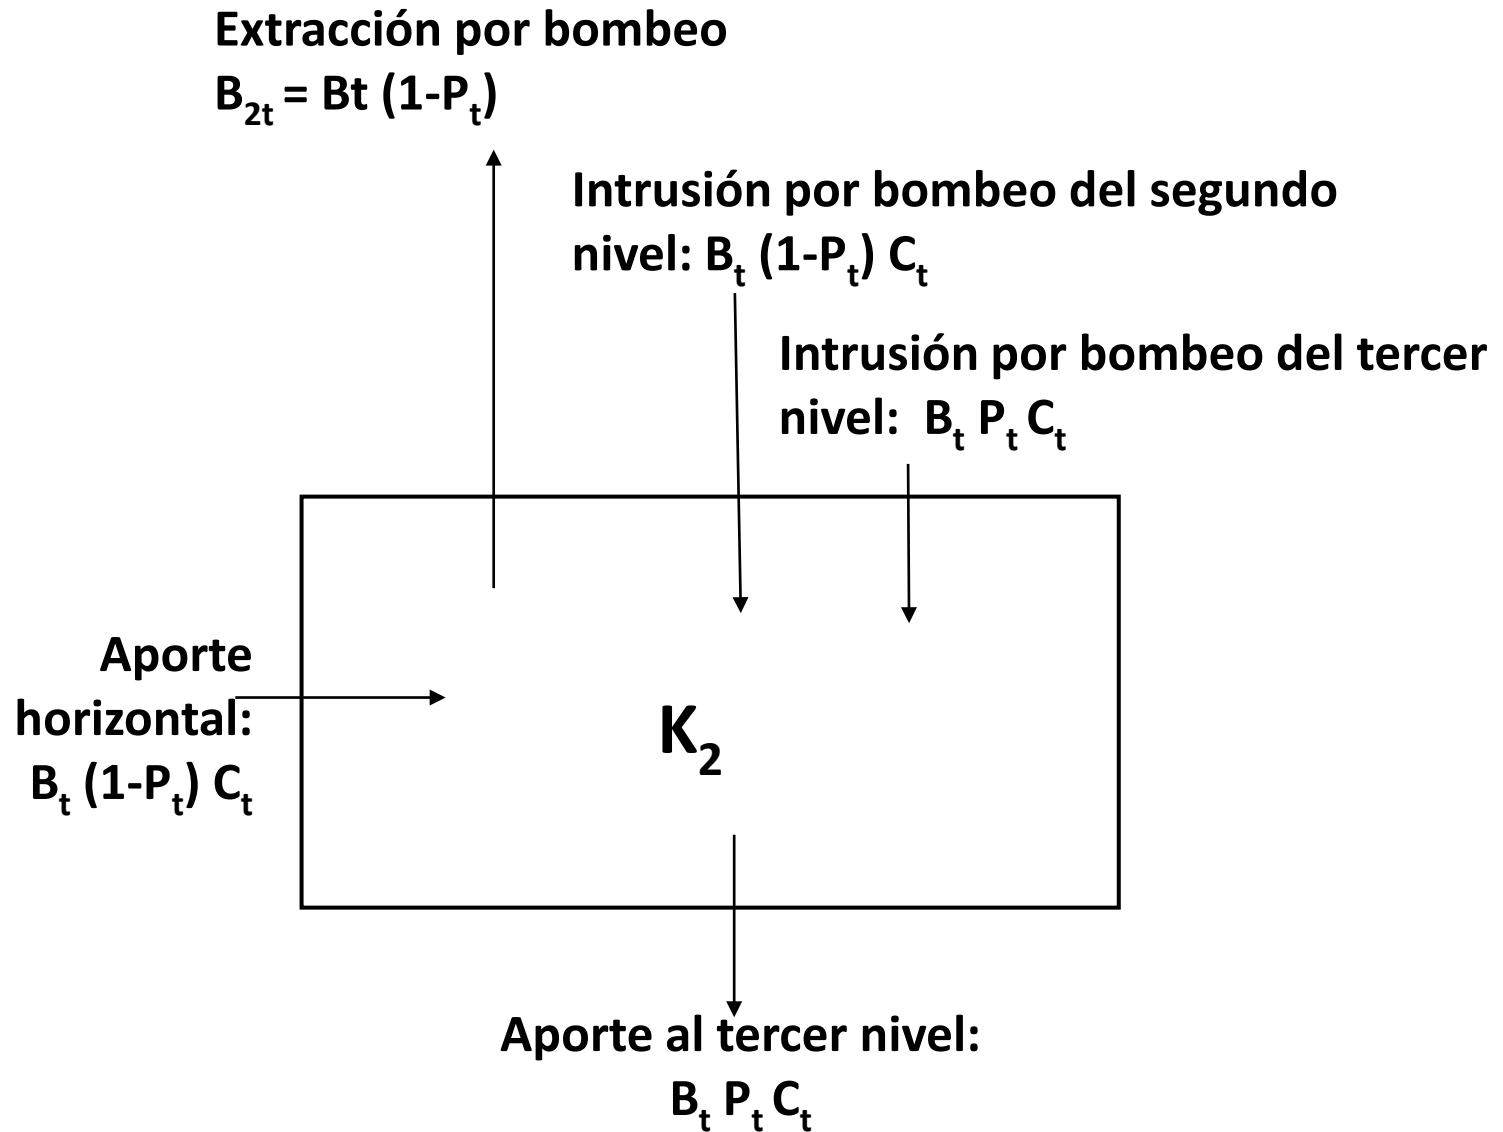 Extracción por bombeo
B2t = Bt (1-Pt)
Intrusión por bombeo del segundo
nivel: Bt (1-Pt) Ct
Intrusión por bombeo del tercer
nivel: Bt Pt Ct
Aporte
horizontal:
Bt (1-Pt) Ct
K2
Aporte al tercer nivel:
Bt Pt Ct